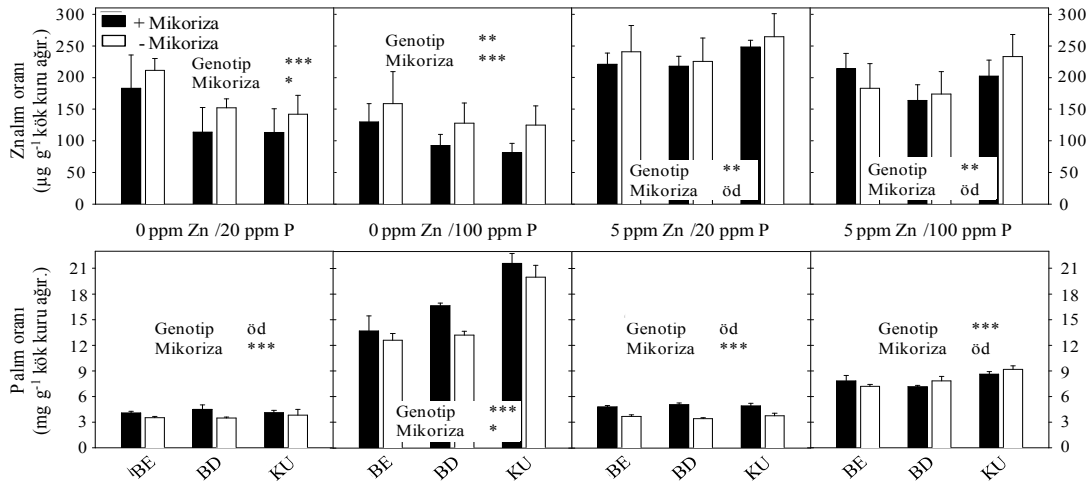 + Mikoriza
- Mikoriza
Genotip ***
Mikoriza *
Genotip **
Mikoriza ***
Genotip **
Mikoriza öd
Genotip **
Mikoriza öd
Znalım oranı
(µg g-1 kök kuru ağır.)
300
250
200
150
100
50
0
300
250
200
150
100
50
0
0 ppm Zn /20 ppm P
0 ppm Zn /100 ppm P
5 ppm Zn /20 ppm P
5 ppm Zn /100 ppm P
Palım oranı
(mg g-1 kök kuru ağır.)
21
18
15
12
9
6
3
0
Genotip öd
Mikoriza ***
Genotip ***
Mikoriza *
Genotip öd
Mikoriza ***
Genotip ***
Mikoriza öd
21
18
15
12
9
6
3
0
BE
BD
KU
BE
BD
KU
BE
BD
KU
BE
BD
KU